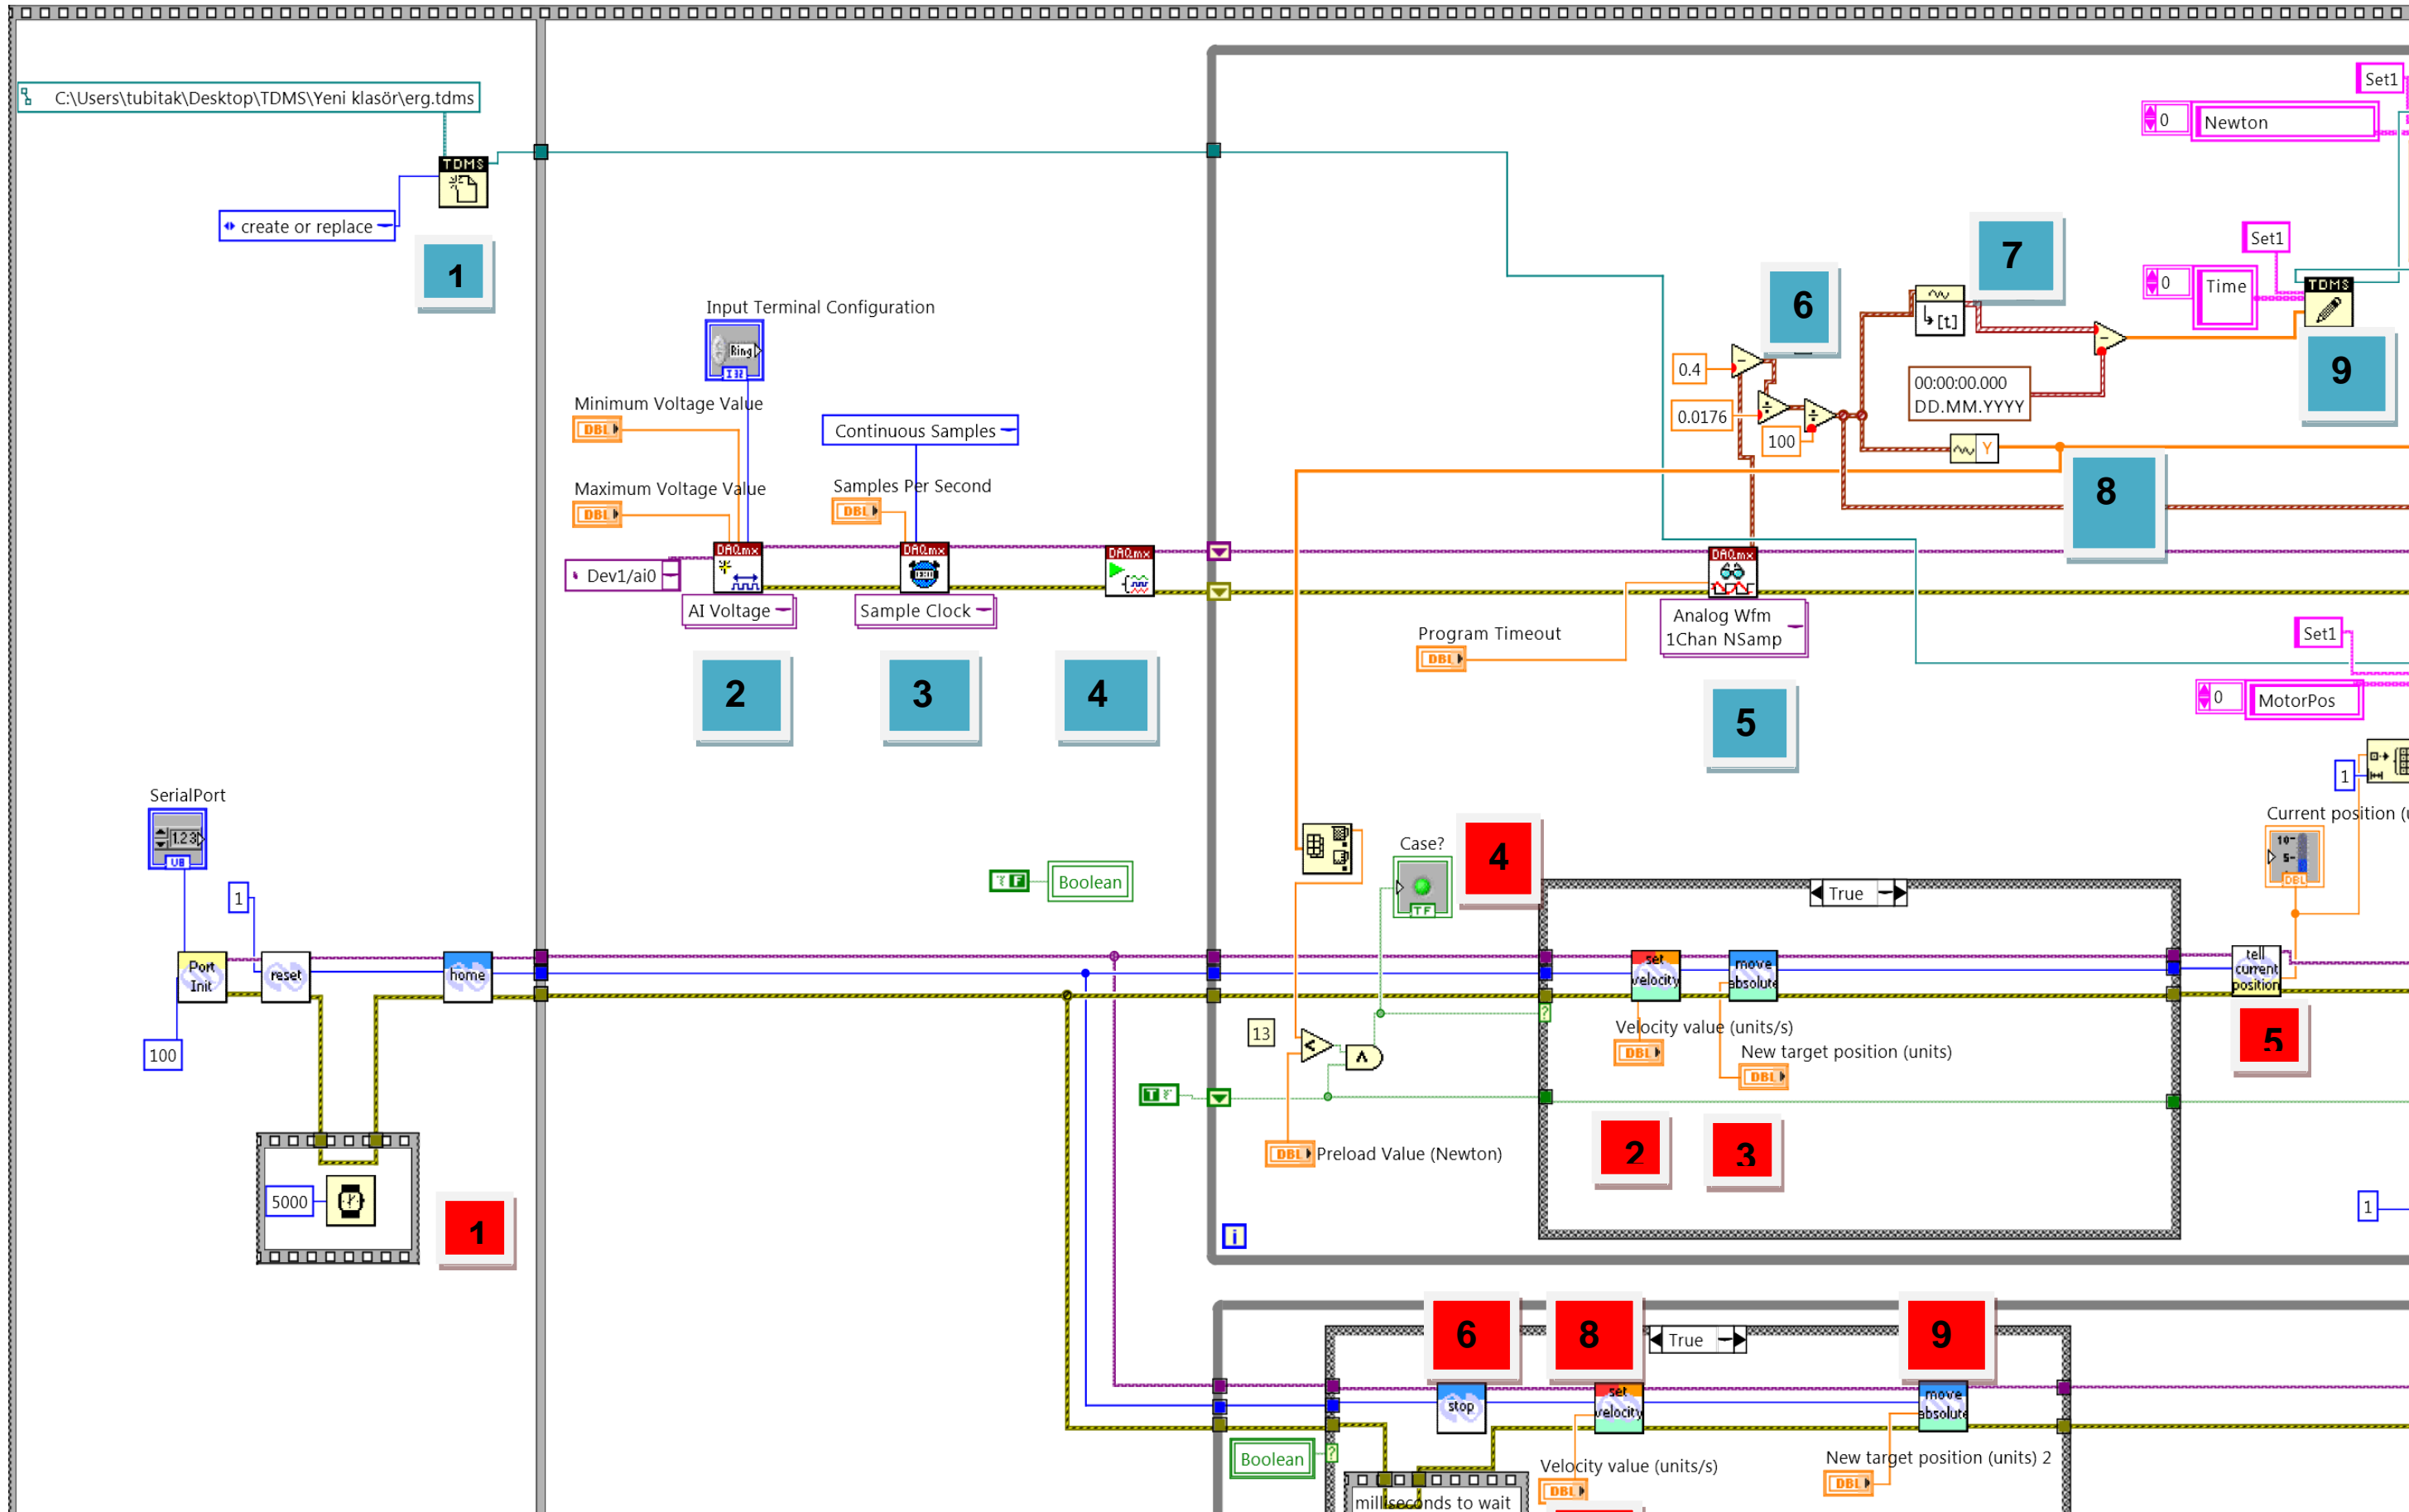 C:\Users\tubitak\Desktop\TDMS\Yeni klasör\erg.tdms
TDMS
create or replace
1
Input Terminal Configuration
Ring
I32
Minimum Voltage Value
DBL
Maximum Voltage Value
DBL
Continuous Samples
Samples Per Second
DBL
Dev1/ai0
DAQmx
AI Voltage
DAQmx
Sample Clock
DAQmx
2
3
4
Set1
0
Newton
7
6
Set1
0
Time
TDMS
9
[t]
0.4
0.0176
100
00:00:00.000
DD.MM.YYYY
Y
8
DAQmx
Analog Wfm
1Chan NSamp
Program Timeout
DBL
5
Set1
0
MotorPos
1
Current position (u
10-
5-
DBL
SerialPort
1.23
U8
1
Port
Init
reset
home
100
5000
1
F
Boolean
Case?
TF
4
True
set
velocity
move
absolute
tell
current
position
Velocity value (units/s)
DBL
New target position (units)
DBL
5
13
T
DBL
Preload Value (Newton)
2
3
i
1
6
8
True
9
stop
set
velocity
move
absolute
Boolean
Velocity value (units/s)
DBL
New target position (units) 2
DBL
milliseconds to wait